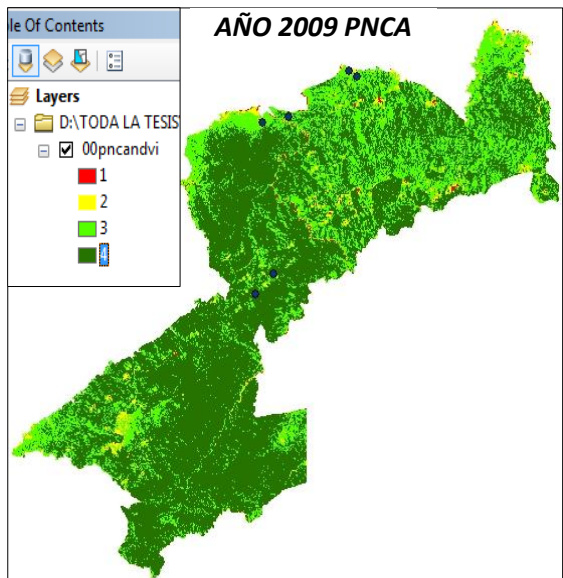 le Of Contents
AÑO 2009 PNCA
Layers
D:\TODA LA TESIS
00pncandvi
1
2
3
4